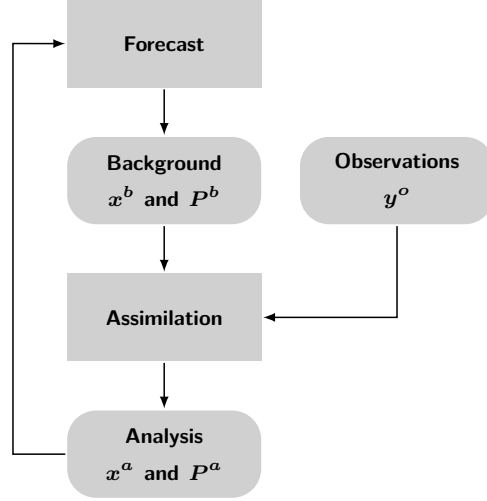 Forecast
Background
x^b and P^b
Observations
y^o
Assimilation
Analysis
x^a and P^a